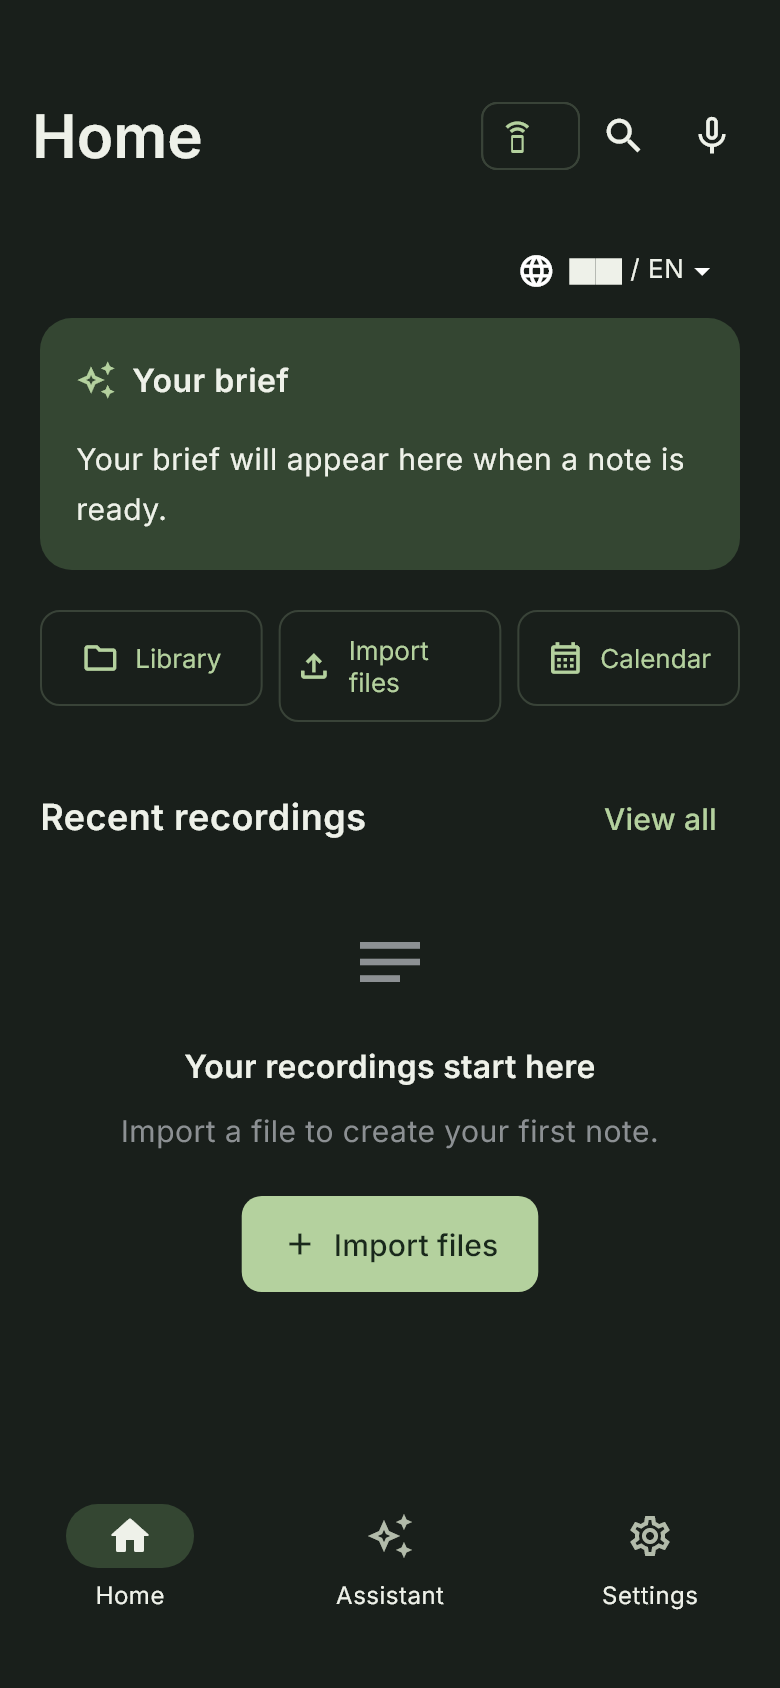 Home
/ EN
Your brief
Your brief will appear here when a note is
ready.
Library
Import
files
Calendar
Recent recordings
View all
Your recordings start here
Import a file to create your first note.
+ Import files
Home
Assistant
Settings